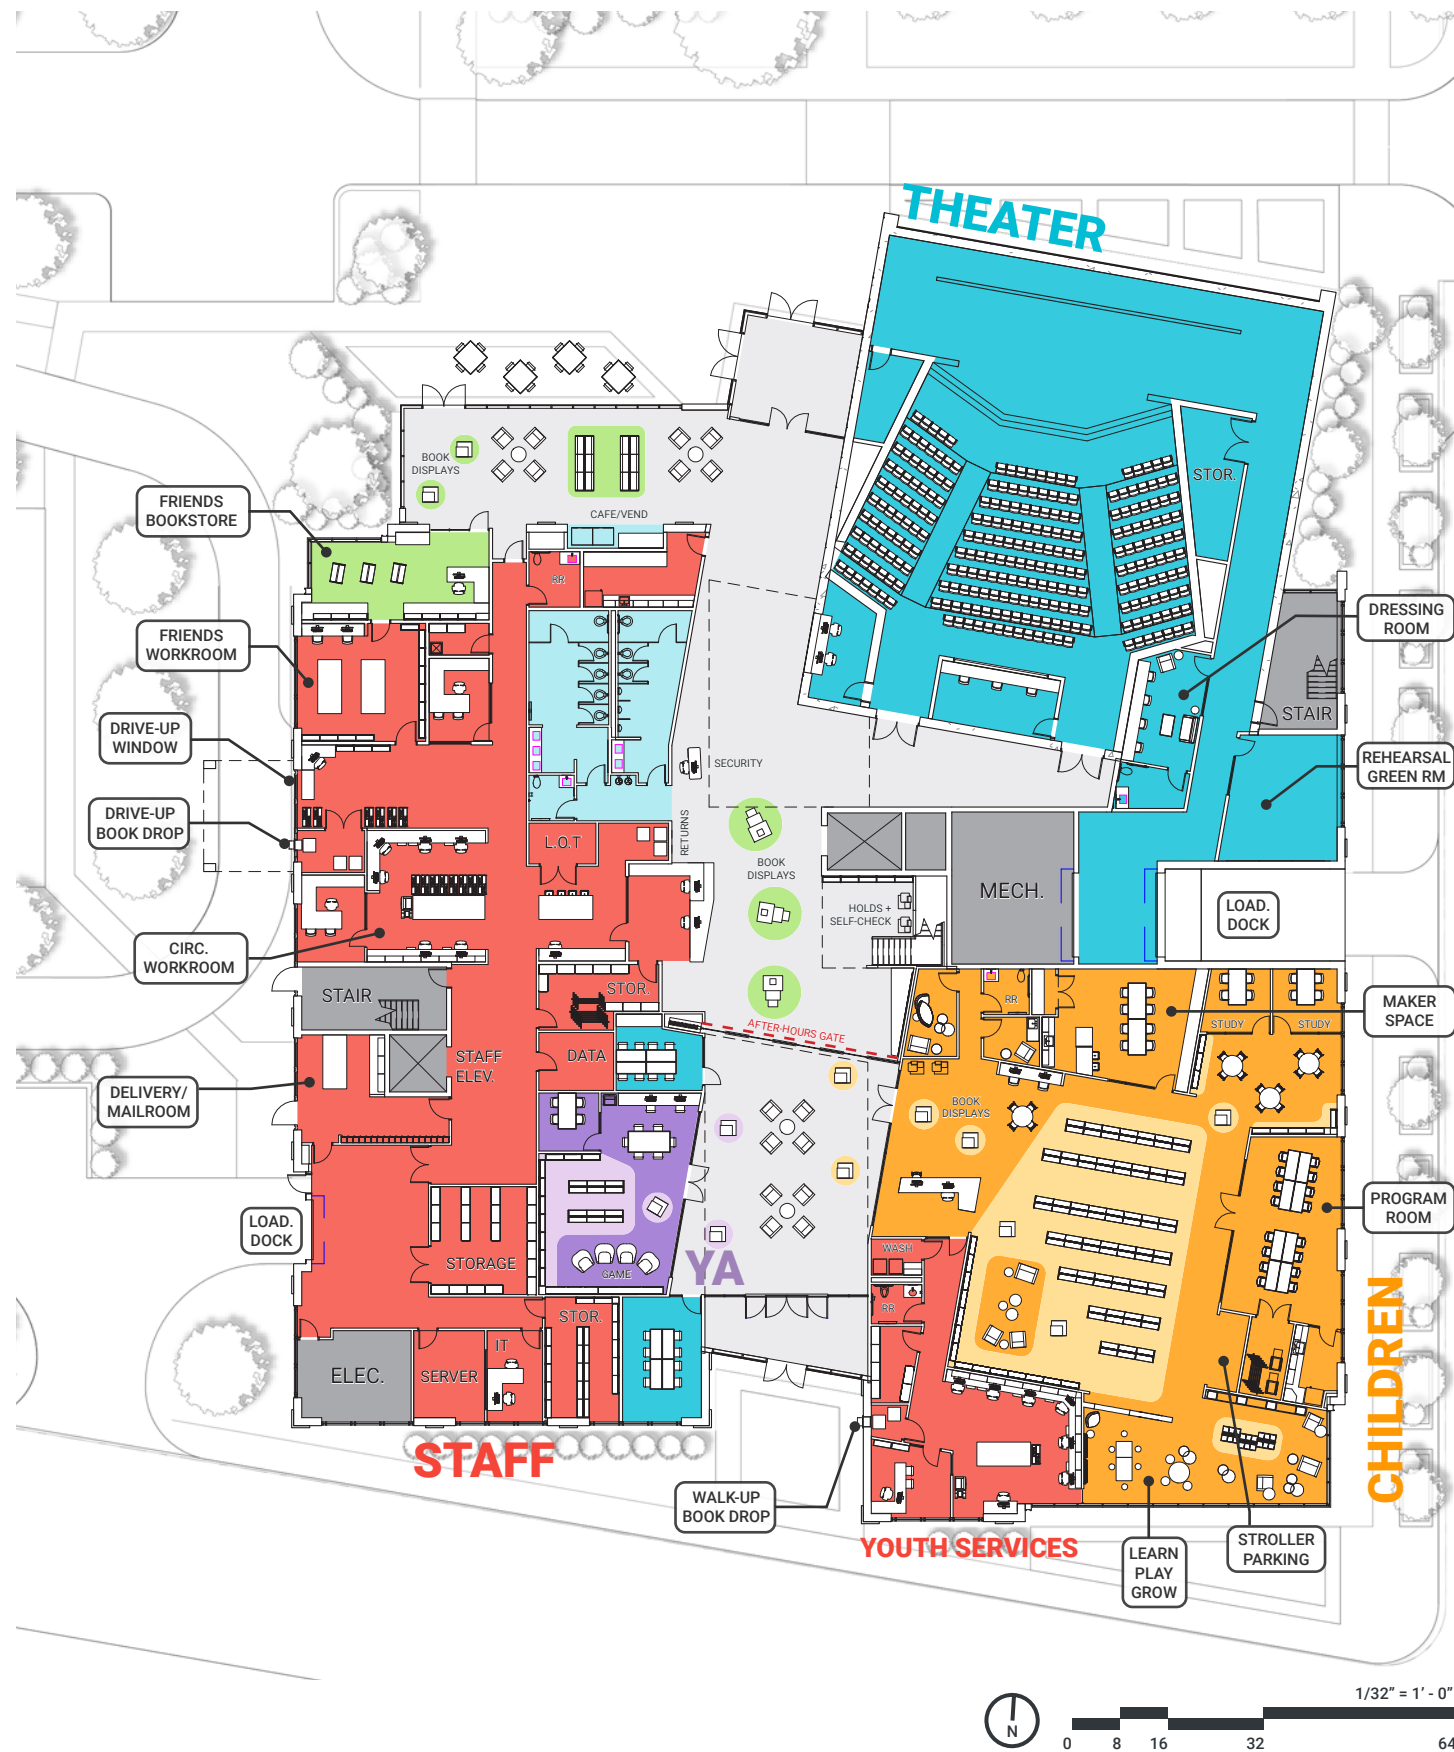 THEATER
BOOK
DISPLAYS
STOR.
FRIENDS
BOOKSTORE
CAFE/VEND
RR
DRESSING
ROOM
FRIENDS
WORKROOM
STAIR
DRIVE-UP
WINDOW
SECURITY
REHEARSAL
GREEN RM
DRIVE-UP
BOOK DROP
RETURNS
L.O.T
BOOK
DISPLAYS
MECH.
HOLDS +
SELF-CHECK
LOAD.
DOCK
CIRC.
WORKROOM
STAIR
STOR.
RR
MAKER
SPACE
STUDY
STUDY
AFTER-HOURS GATE
STAFF
ELEV.
DATA
DELIVERY/
MAILROOM
BOOK
DISPLAYS
PROGRAM
ROOM
LOAD.
DOCK
STORAGE
GAME
YA
WASH
RR
STOR.
CHILDREN
IT
ELEC.
SERVER
STAFF
WALK-UP
BOOK DROP
YOUTH SERVICES
LEARN
PLAY
GROW
STROLLER
PARKING
1/32" = 1' - 0"
N
0 8 16 32 64